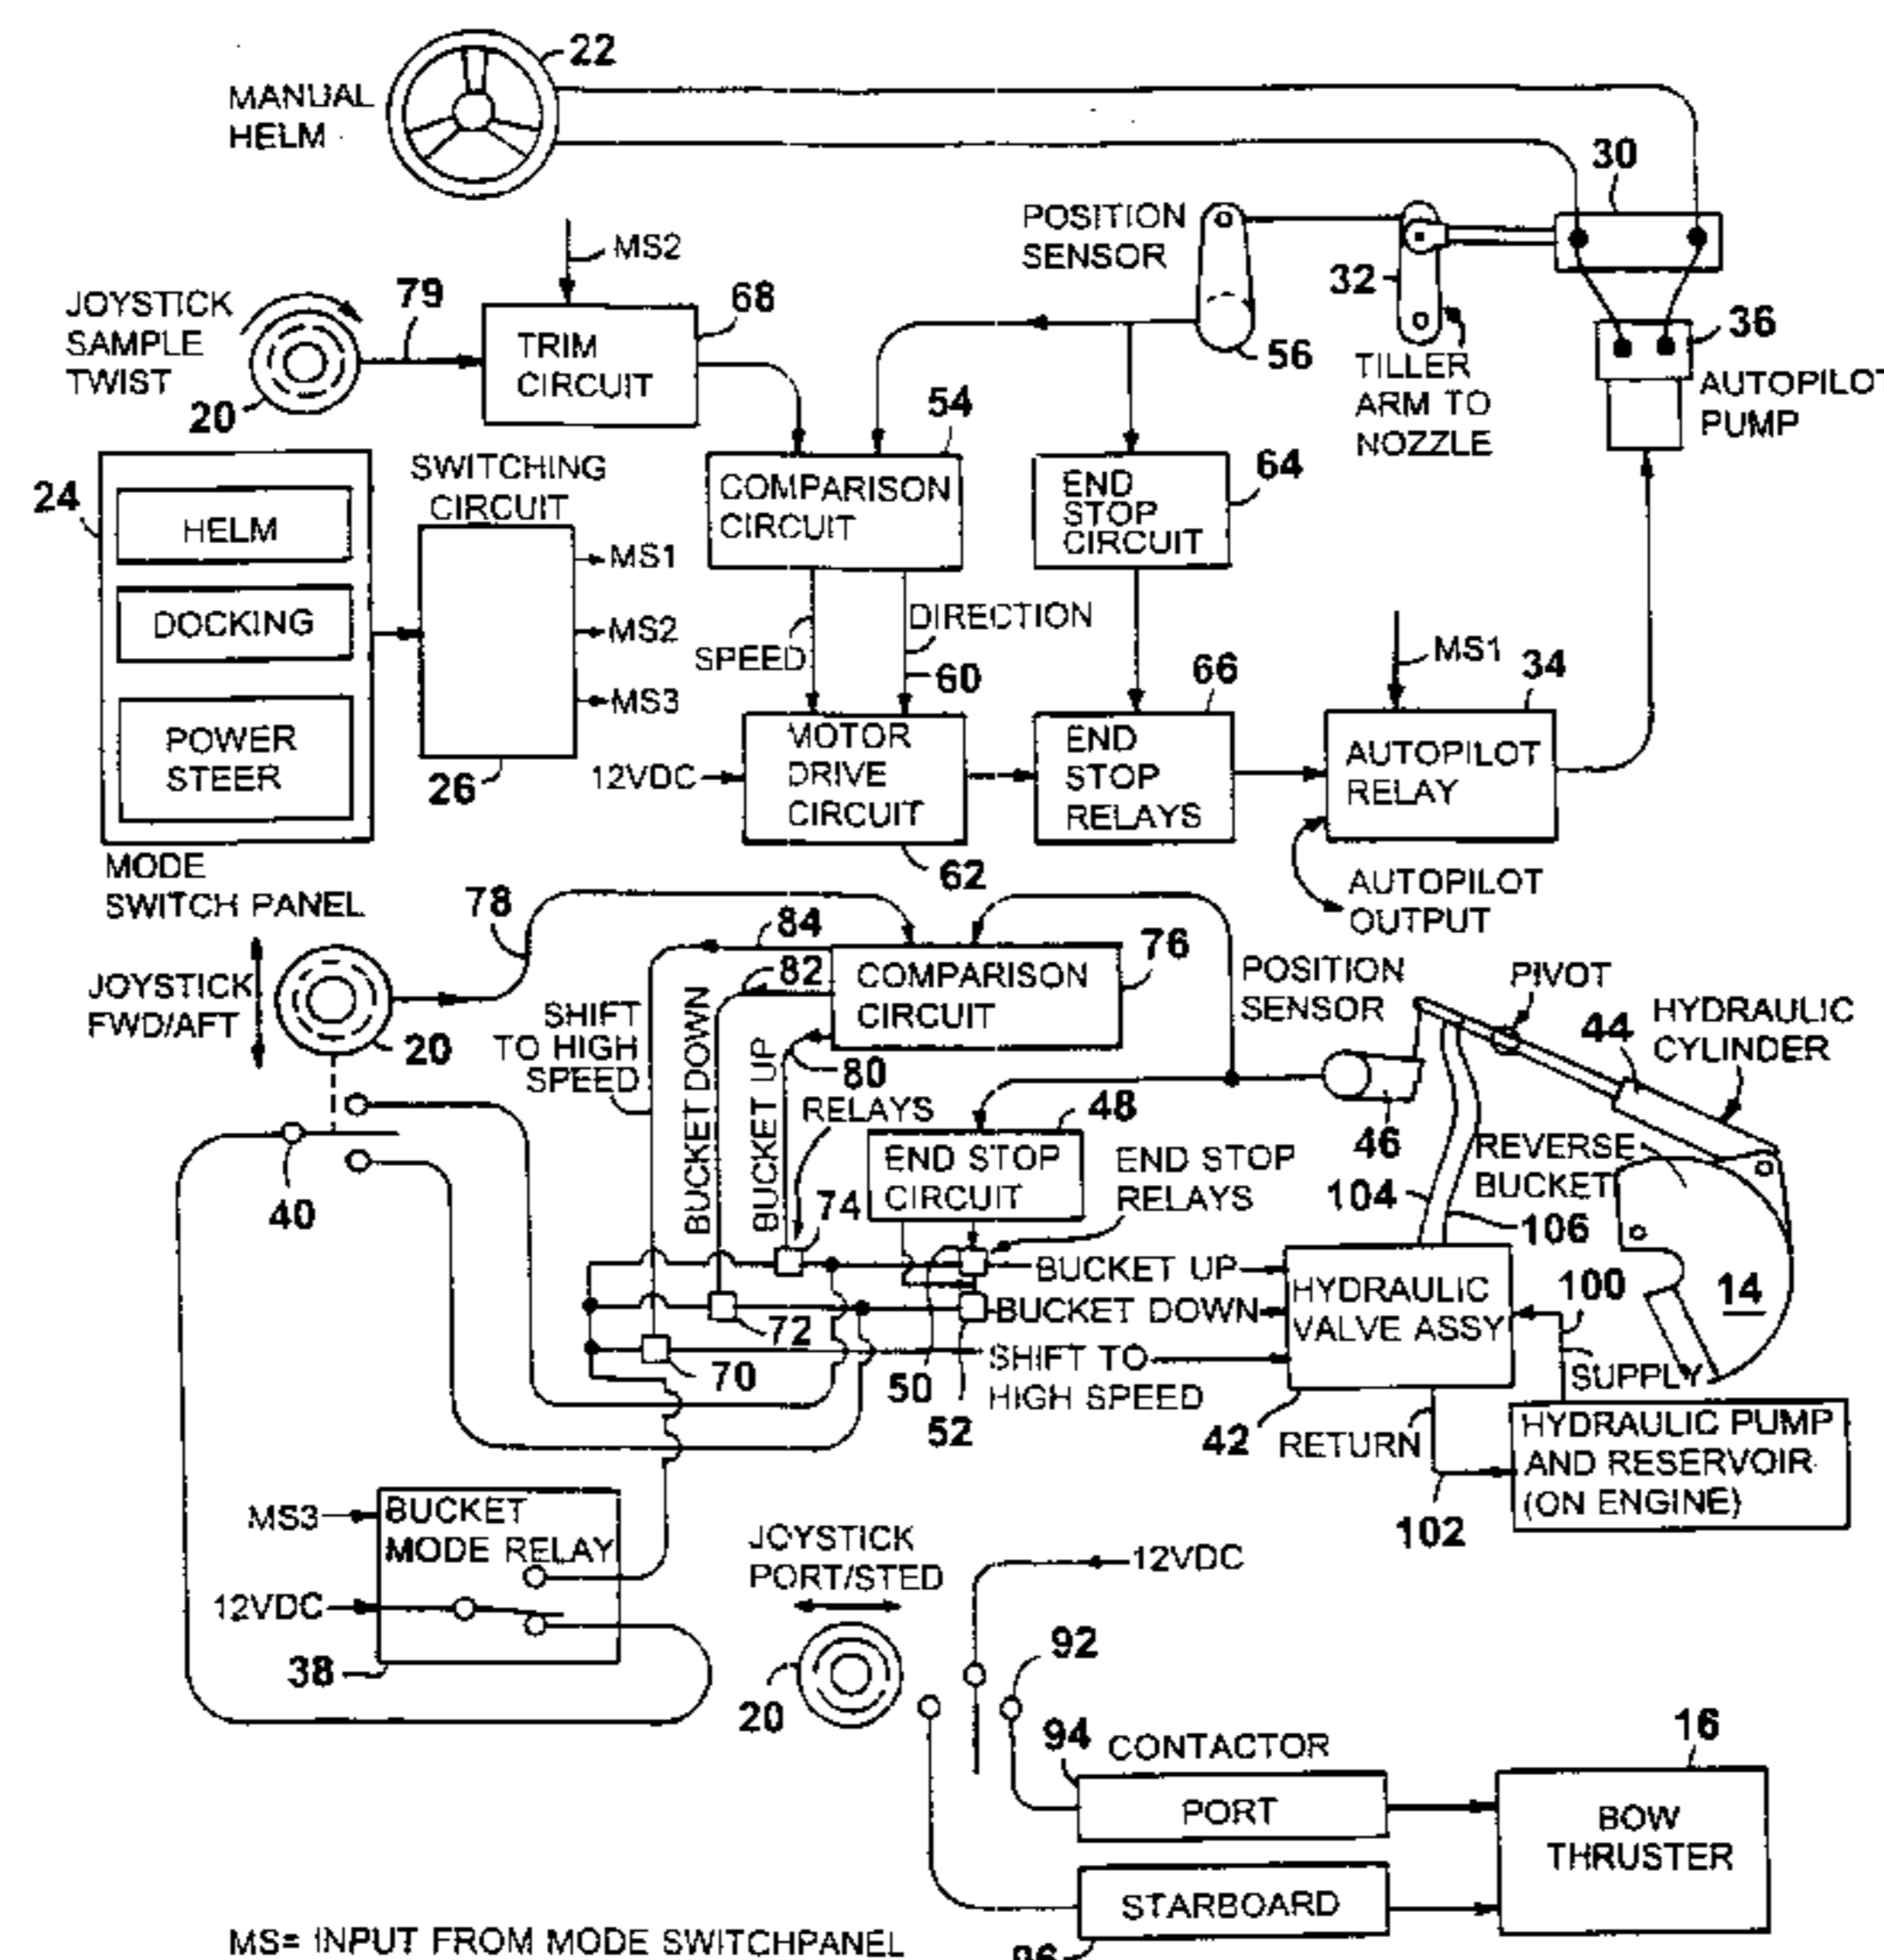 22
MANUAL
HELM
30
POSITION
SENSOR
MS2
32
79
68
36
JOYSTICK
SAMPLE
TWIST
TRIM
CIRCUIT
56
TILLER
ARM TO
NOZZLE
AUTOPILOT
PUMP
20
54
SWITCHING
CIRCUIT
64
24
HELM
COMPARISON
CIRCUIT
END
STOP
CIRCUIT
MS1
DOCKING
MS2
DIRECTION
SPEED
60
MS1
34
66
MS3
POWER
STEER
MOTOR
DRIVE
CIRCUIT
END
STOP
RELAYS
AUTOPILOT
RELAY
12VDC
26
62
MODE
SWITCH PANEL
AUTOPILOT
OUTPUT
78
84
76
82
COMPARISON
CIRCUIT
POSITION
SENSOR
PIVOT
44
HYDRAULIC
CYLINDER
JOYSTICK
FWD/AFT
20
SHIFT
TO HIGH
SPEED
BUCKET DOWN
BUCKET UP
80
RELAYS
48
46
REVERSE
BUCKET
END STOP
CIRCUIT
END STOP
RELAYS
40
74
104
106
BUCKET UP
HYDRAULIC
VALVE ASSY
100
14
BUCKET DOWN
72
70
SHIFT TO
HIGH SPEED
50
52
42
SUPPLY
RETURN
HYDRAULIC PUMP
AND RESERVOIR
(ON ENGINE)
102
MS3
BUCKET
MODE RELAY
JOYSTICK
PORT/STED
12VDC
12VDC
38
20
92
94
CONTACTOR
16
PORT
BOW
THRUSTER
STARBOARD
96
MS= INPUT FROM MODE SWITCHPANEL